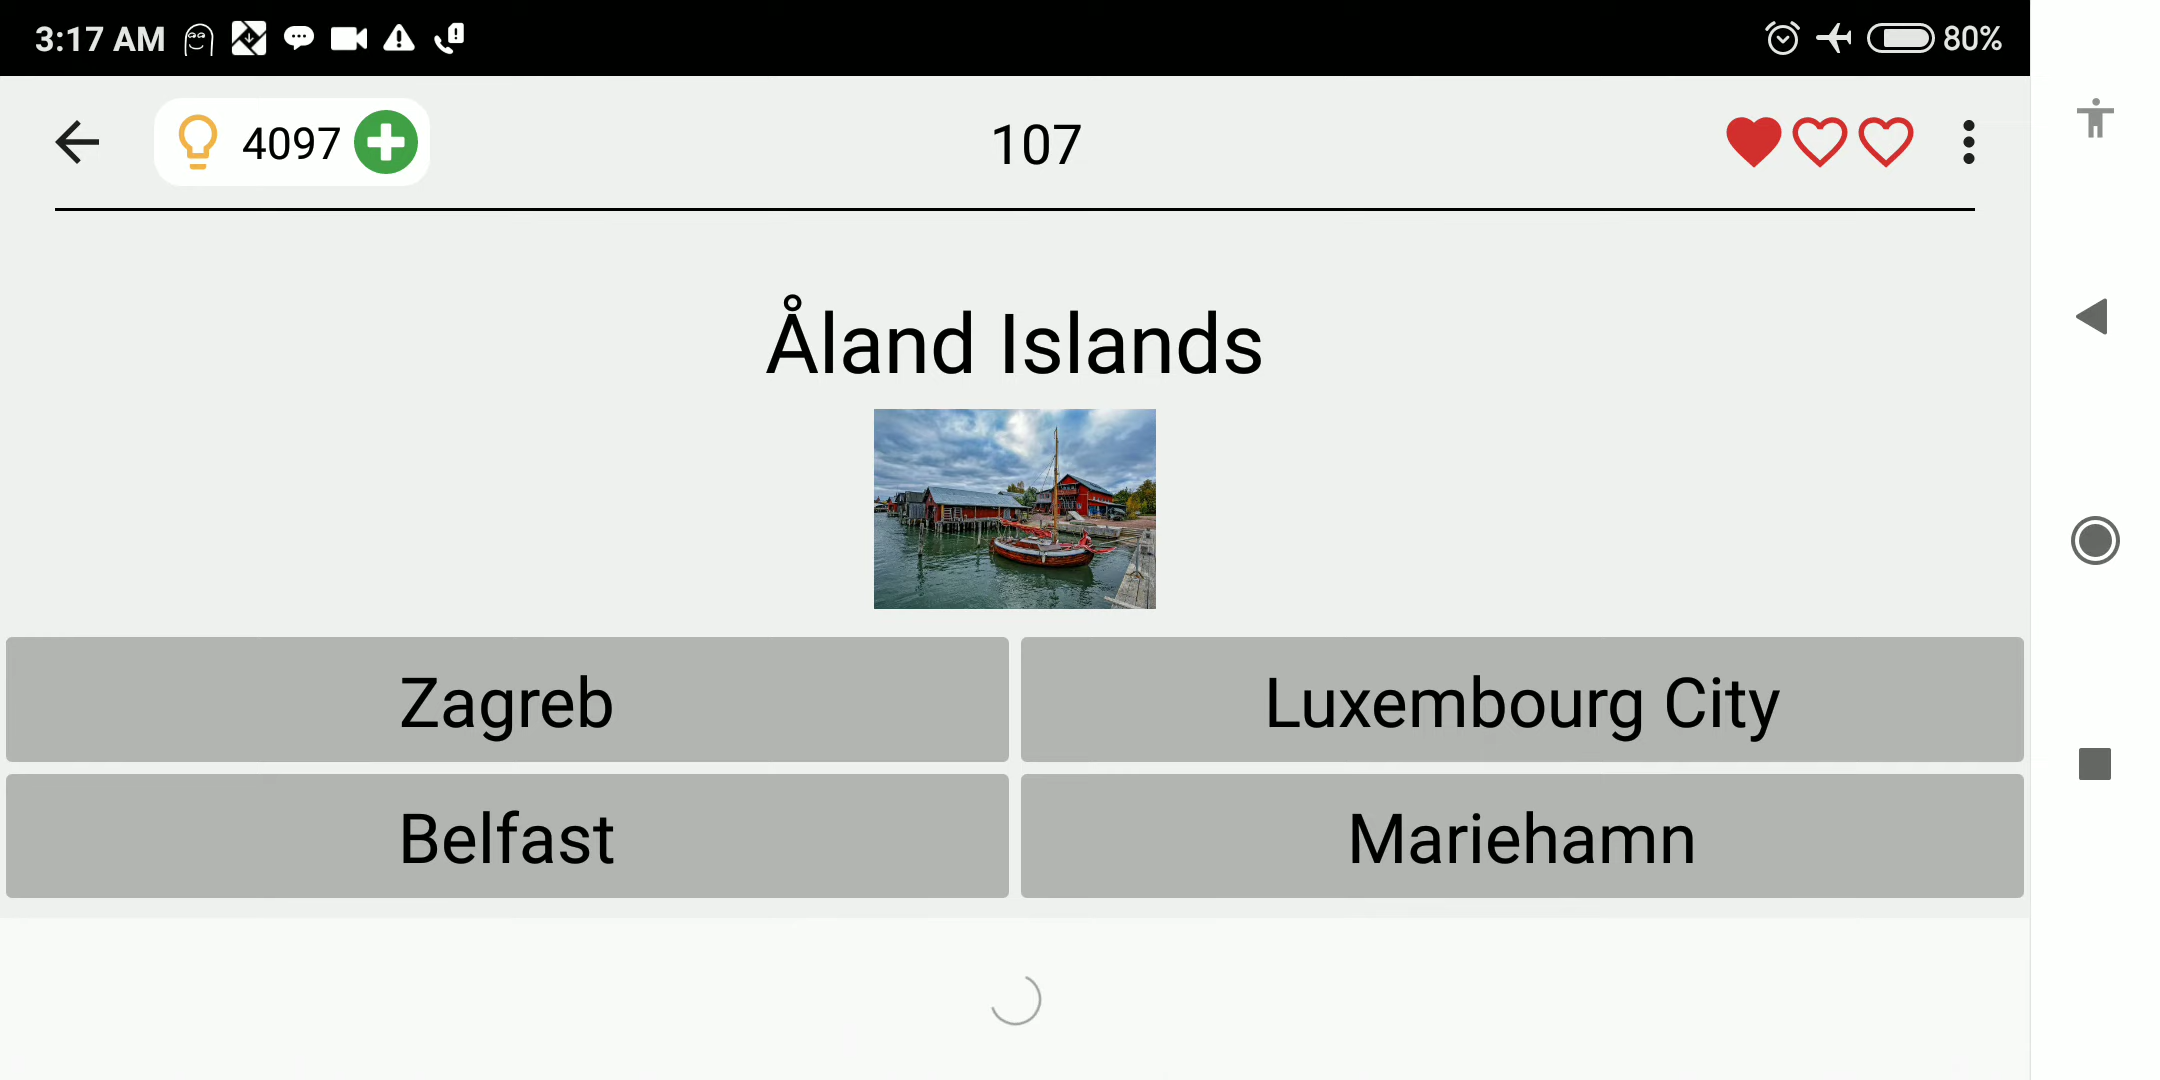 3:17 AM 80%
4097 107
Åland Islands
Zagreb Luxembourg City
Belfast Mariehamn